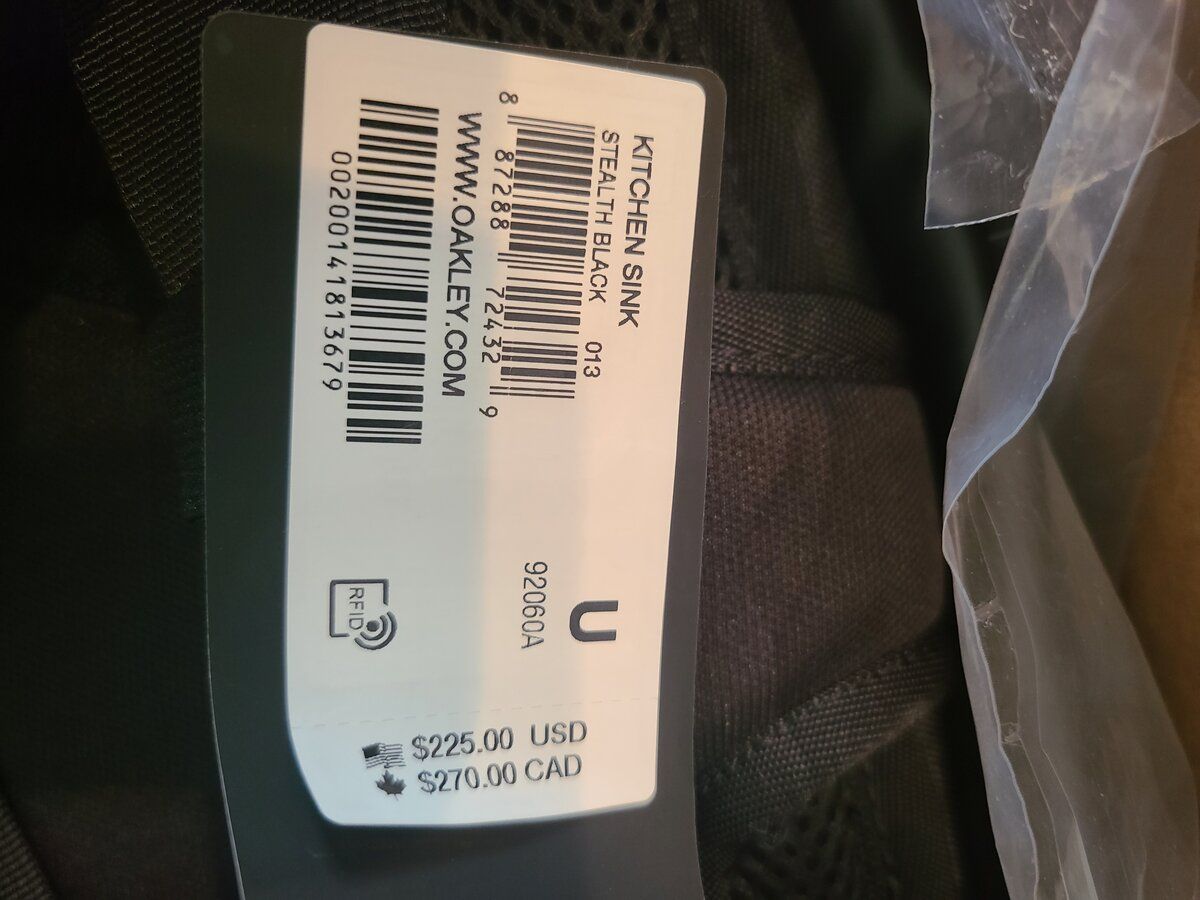 KITCHEN SINK
STEALTH BLACK 013
8 87288 72432 9
WWW.OAKLEY.COM
0020014181813679
U
92060A
RFID
$225.00 USD
$270.00 CAD